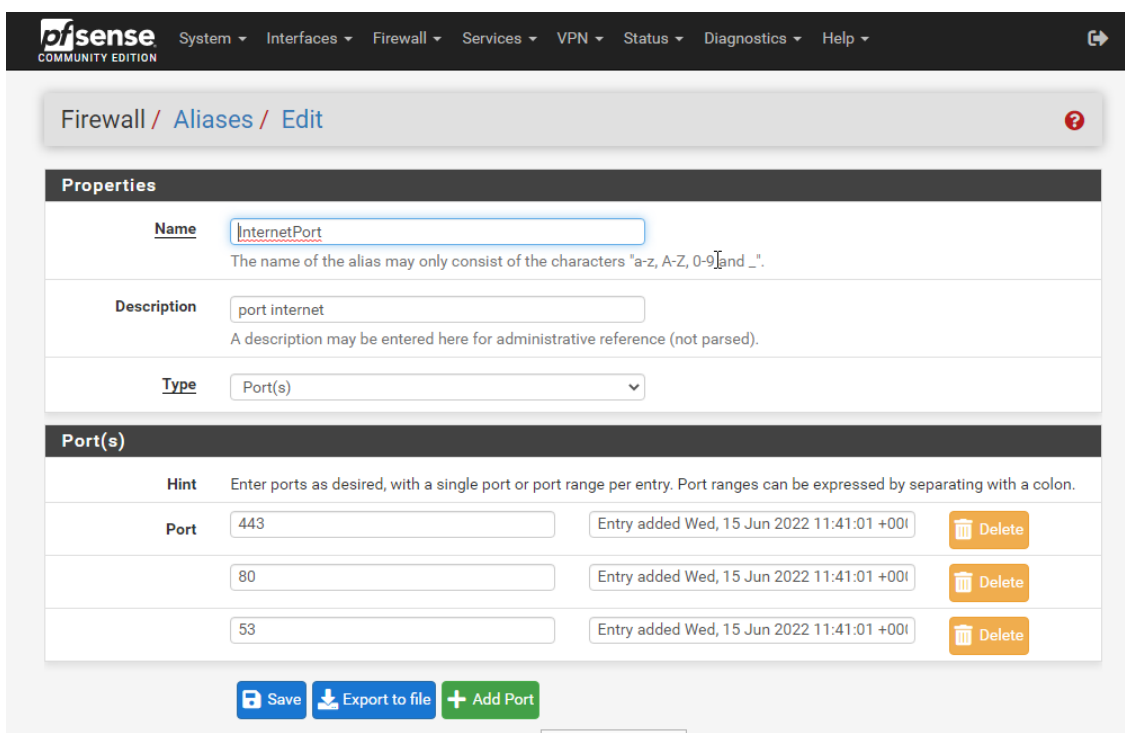 pfsense System Interfaces Firewall Services VPN Status Diagnostics Help
COMMUNITY EDITION
Firewall / Aliases / Edit
Properties
Name InternetPort
The name of the alias may only consist of the characters "a-z, A-Z, 0-9 and _".
Description port internet
A description may be entered here for administrative reference (not parsed).
Type Port(s)
Port(s)
Hint Enter ports as desired, with a single port or port range per entry. Port ranges can be expressed by separating with a colon.
Port 443 Entry added Wed, 15 Jun 2022 11:41:01 +000 Delete
80 Entry added Wed, 15 Jun 2022 11:41:01 +000 Delete
53 Entry added Wed, 15 Jun 2022 11:41:01 +000 Delete
Save Export to file Add Port